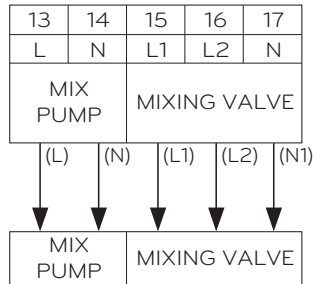 13 14 15 16 17
L N L1 L2 N
MIX PUMP MIXING VALVE
(L) (N) (L1) (L2) (N1)
MIX PUMP MIXING VALVE